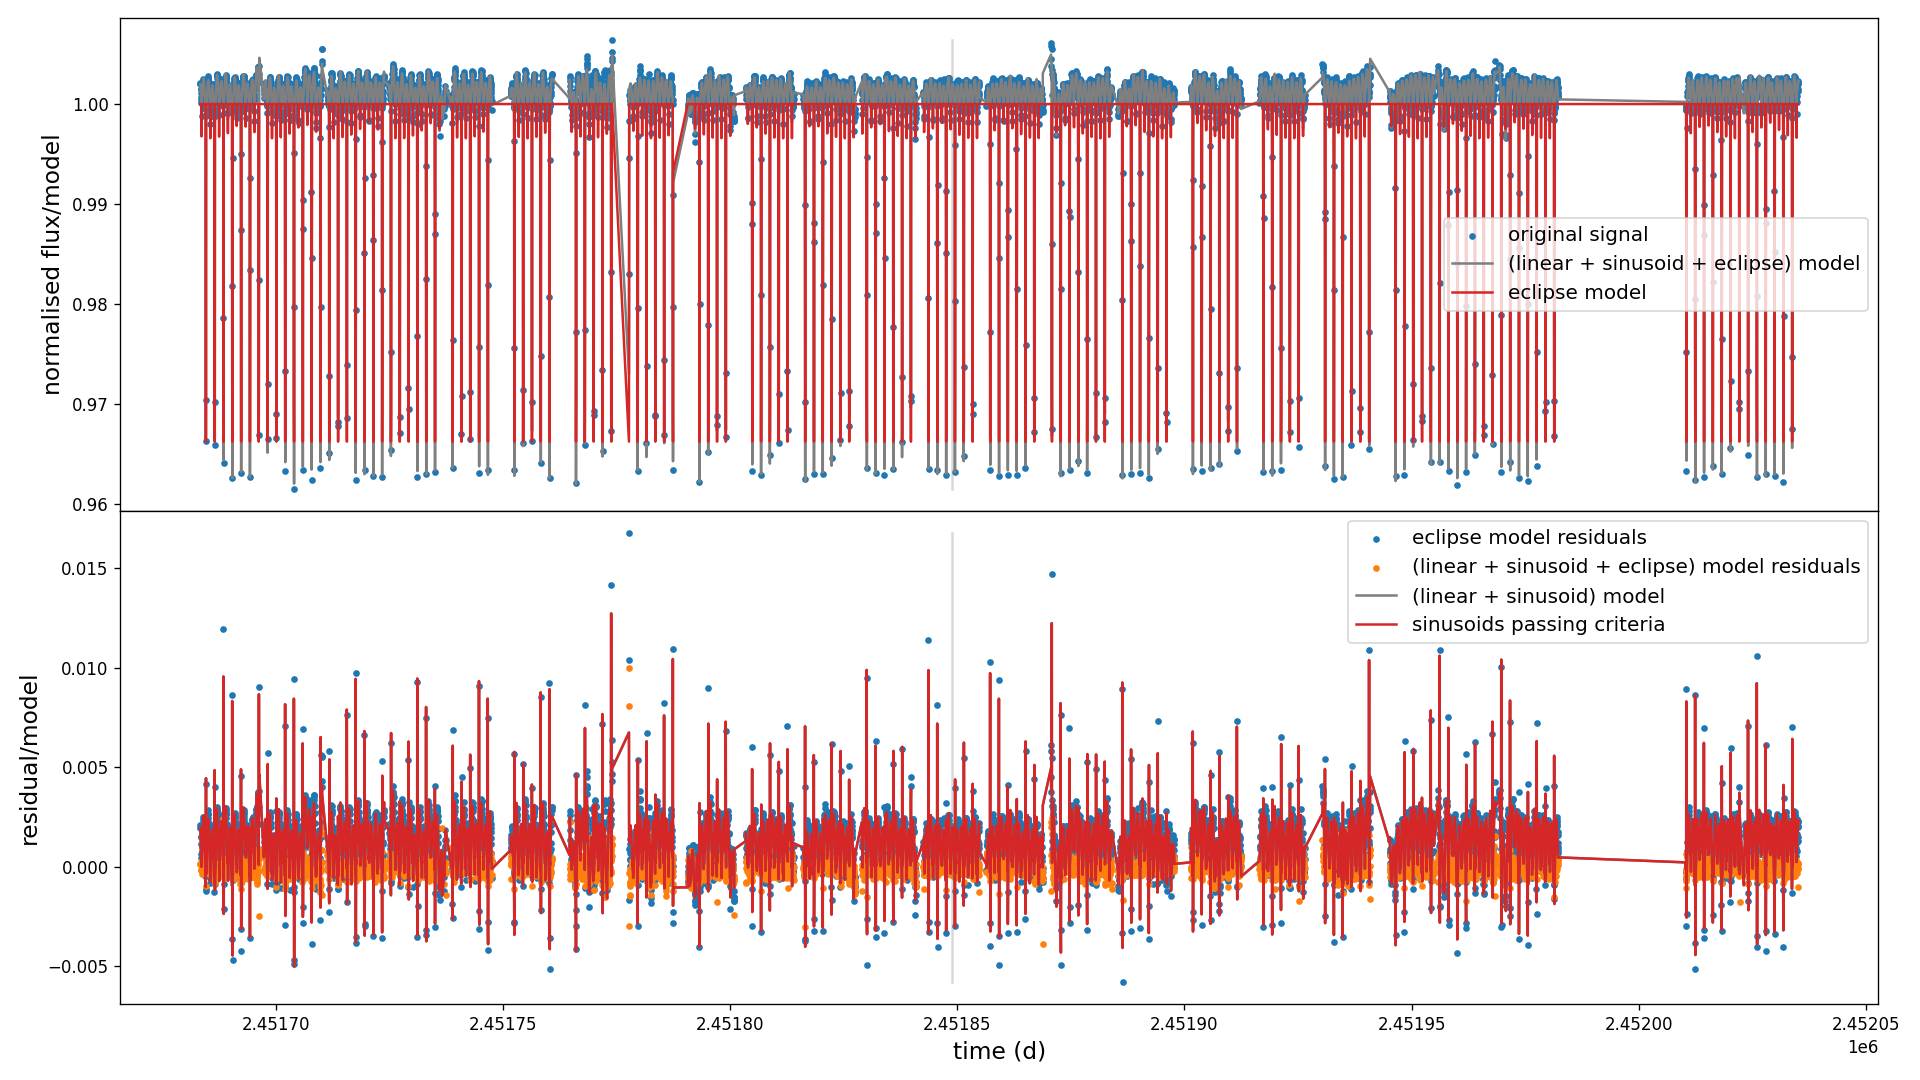 normalised flux/model
1.00
0.99
0.98
0.97
0.96
original signal
(linear + sinusoid + eclipse) model
eclipse model
residual/model
0.015
0.010
0.005
0.000
−0.005
eclipse model residuals
(linear + sinusoid + eclipse) model residuals
(linear + sinusoid) model
sinusoids passing criteria
2.45170 2.45175 2.45180 2.45185 2.45190 2.45195 2.45200 2.45205
1e6
time (d)